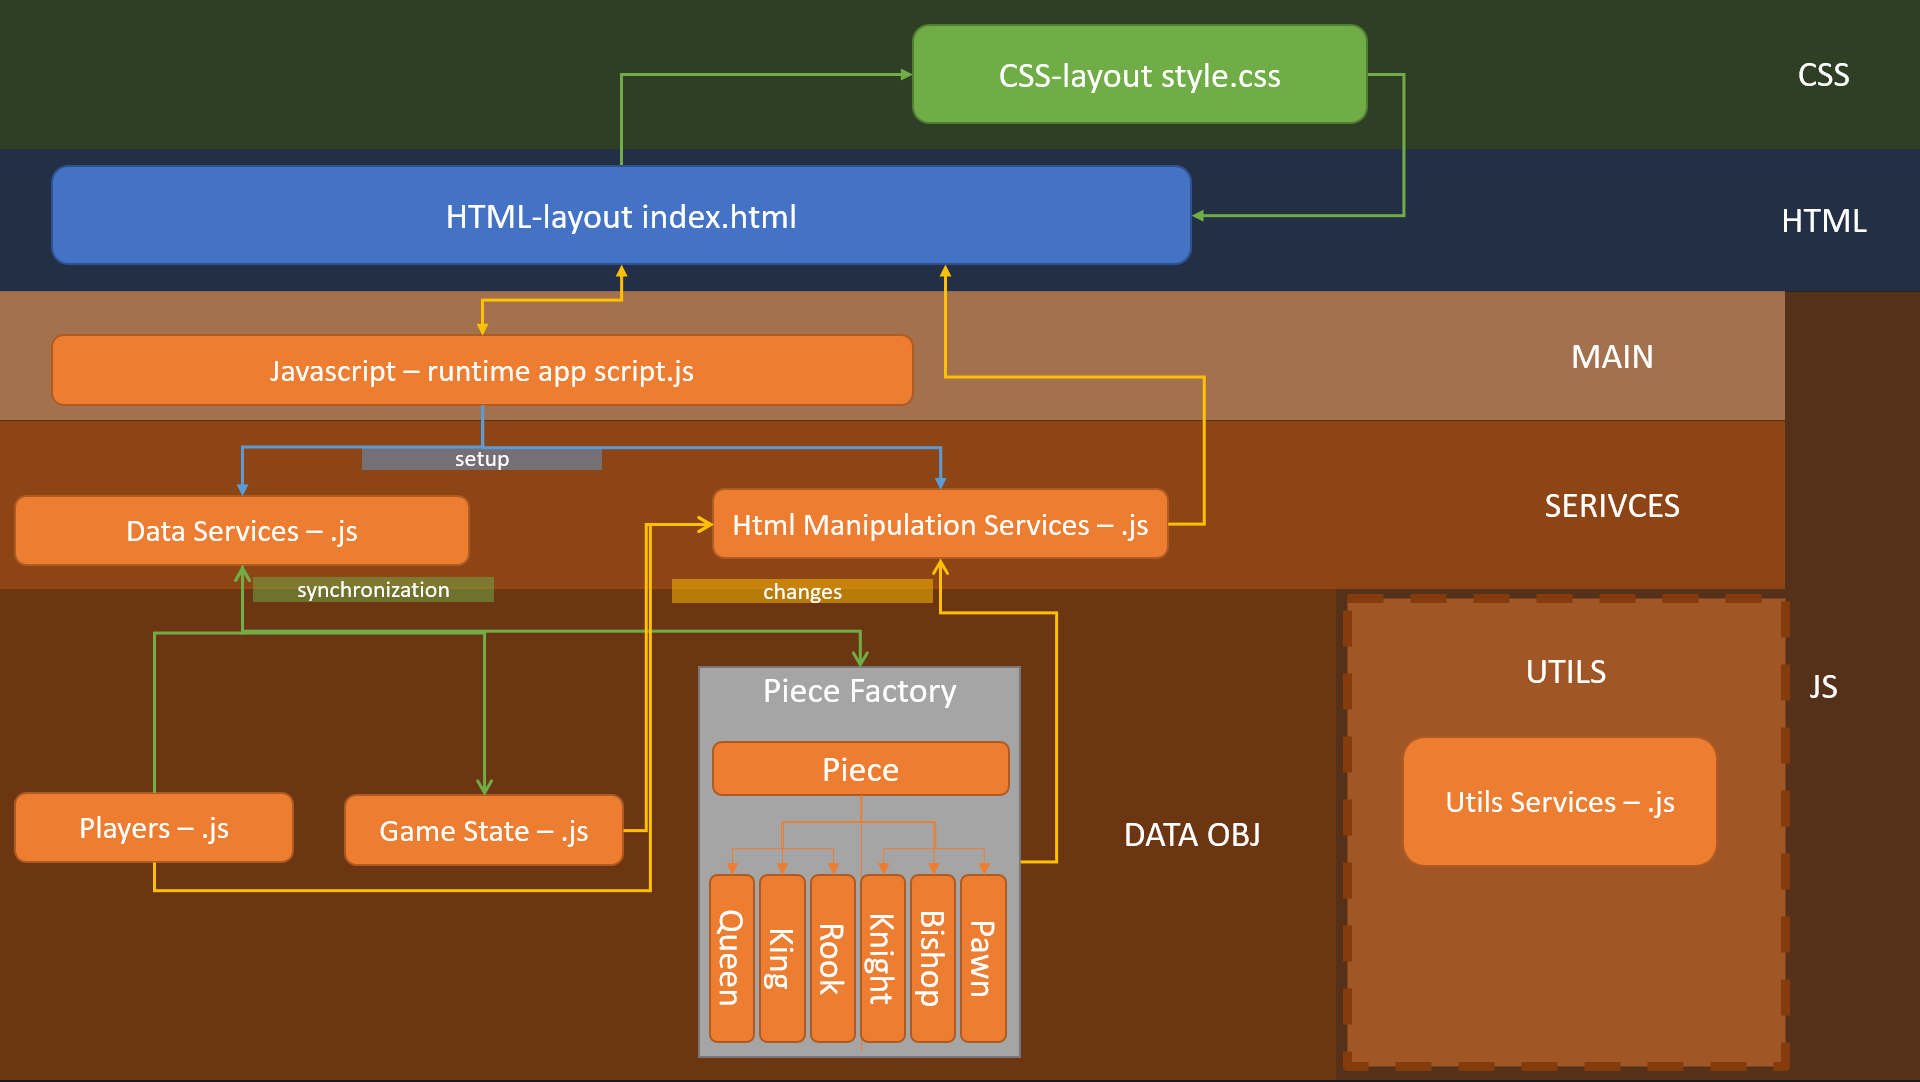 CSS-layout style.css
CSS
HTML-layout index.html
HTML
MAIN
Javascript – runtime app script.js
setup
SERIVCES
Data Services – .js
Html Manipulation Services – .js
synchronization
changes
UTILS
JS
Piece Factory
Piece
Utils Services – .js
Players – .js
Game State – .js
DATA OBJ
Queen
King
Rook
Knight
Bishop
Pawn